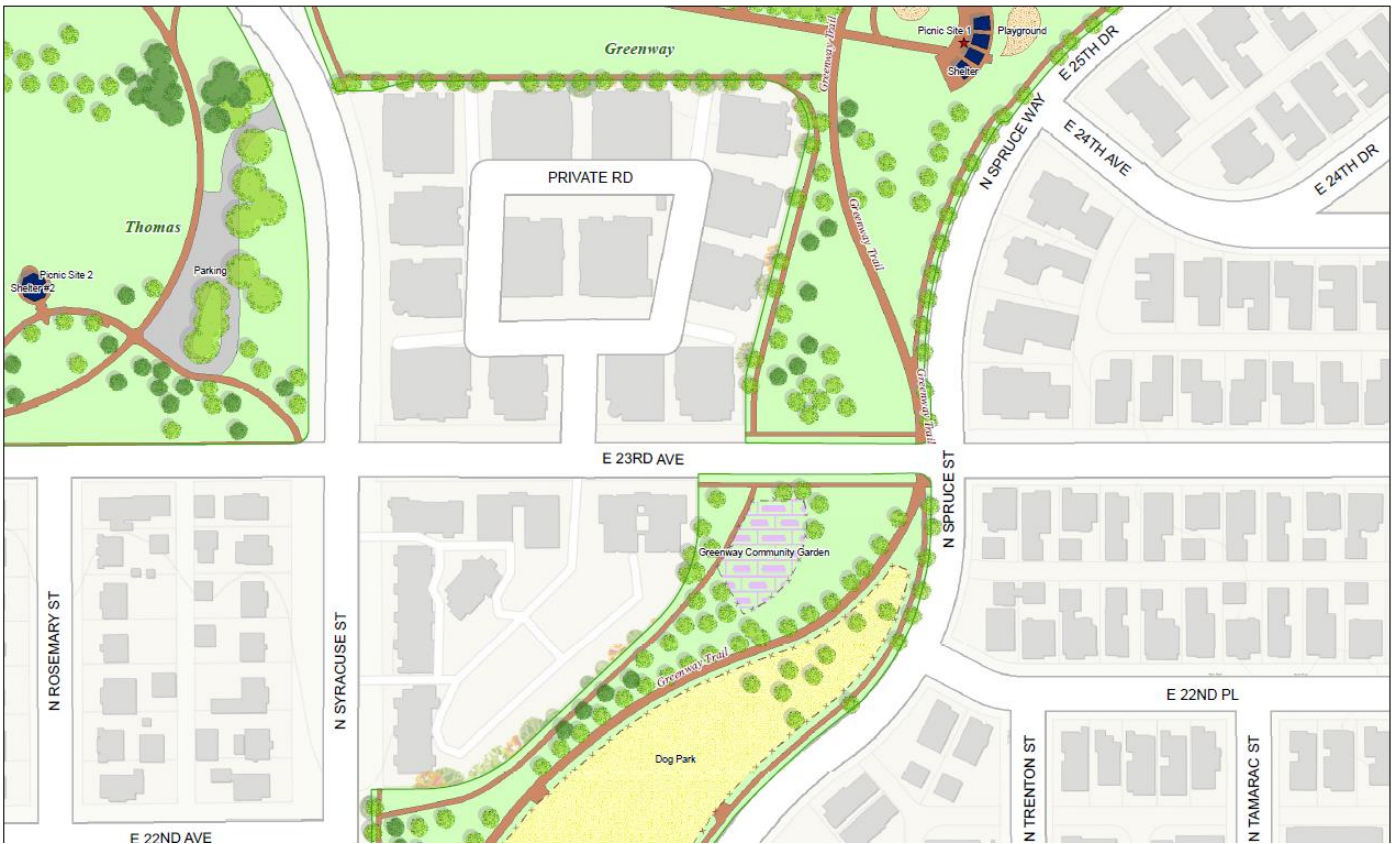 Greenway
Picnic Site 1
Playground
Shelter
Greenway Trail
E 25TH DR
N SPRUCE WAY
E 24TH AVE
E 24TH DR
PRIVATE RD
Thomas
Picnic Site 2
Shelter #2
Parking
Greenway Trail
Greenway Trail
E 23RD AVE
N SPRUCE ST
Greenway Community Garden
N ROSEMARY ST
N SYRACUSE ST
Greenway Trail
E 22ND PL
Dog Park
N TRENTON ST
N TAMARAC ST
E 22ND AVE